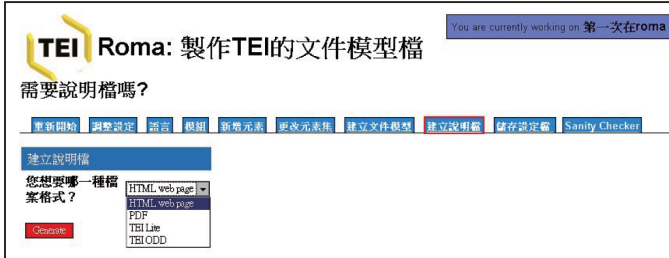 You are currently working on 第一次在roma
TEI Roma: 製作TEI的文件模型檔
需要說明檔嗎?
重新開始 調整設定 語言 模組 新增元素 更改元素集 建立文件模型 建立說明檔 儲存設定檔 Sanity Checker
建立說明檔
您想要哪一種檔
案格式？
HTML web page
HTML web page
PDF
TEI Lite
TEI ODD
Generate